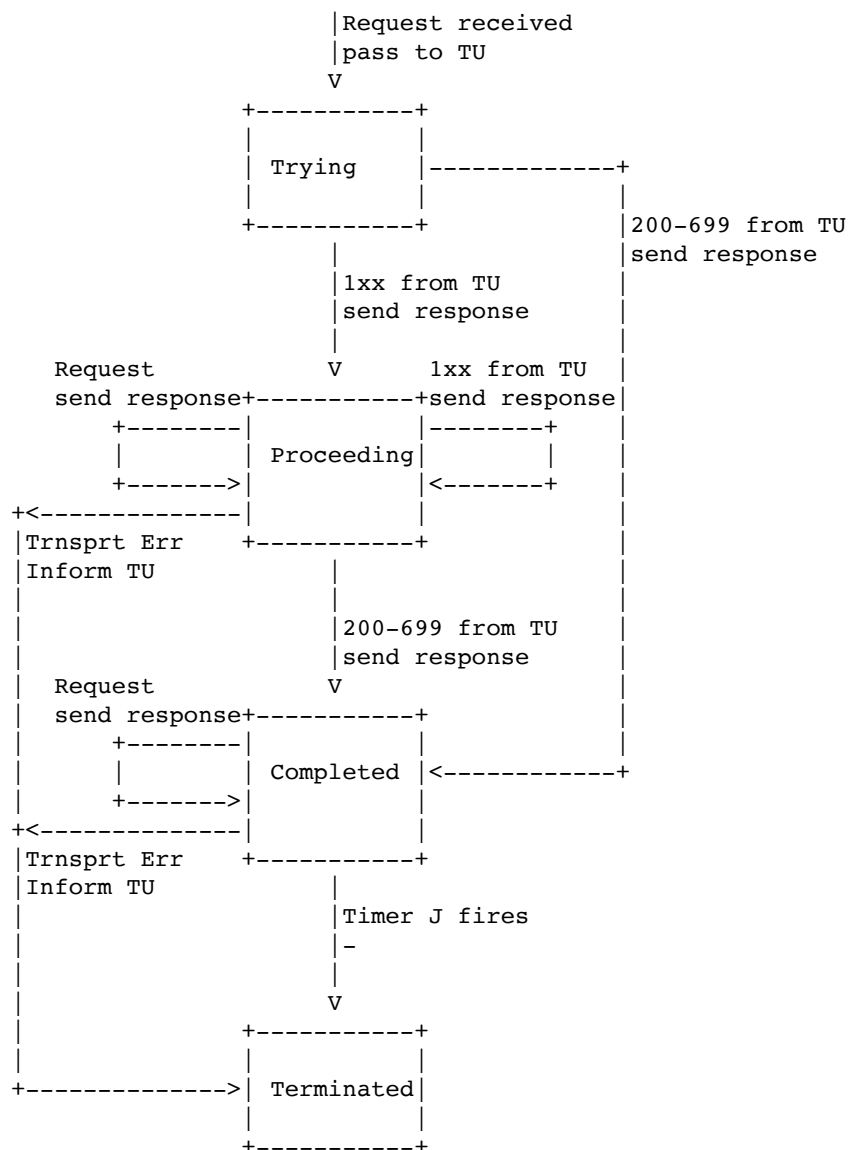 Request received
pass to TU
Trying
200-699 from TU
send response
1xx from TU
send response
Request
send response
1xx from TU
send response
Proceeding
Trnsprt Err
Inform TU
200-699 from TU
send response
Request
send response
Completed
Trnsprt Err
Inform TU
Timer J fires
-
Terminated